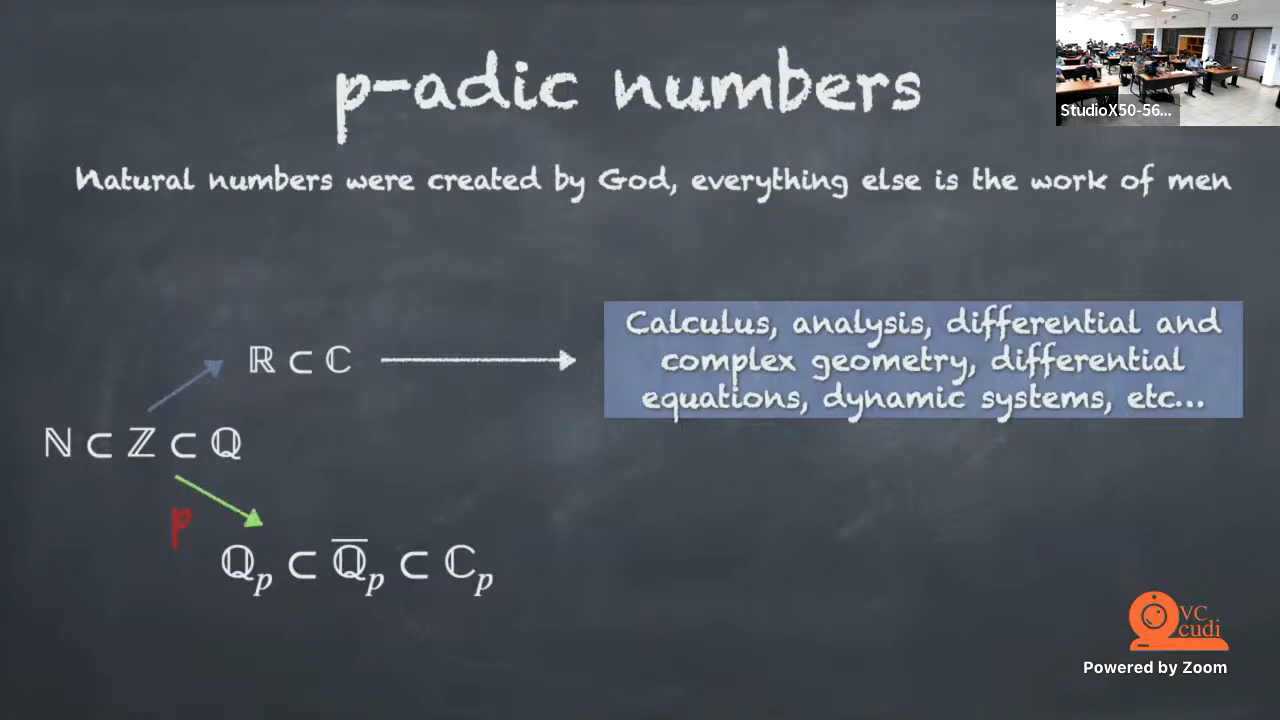 p-adic numbers
StudioX50-56...
Natural numbers were created by God, everything else is the work of men
Calculus, analysis, differential and
complex geometry, differential
equations, dynamic systems, etc...
ℝ ⊂ ℂ
ℕ ⊂ ℤ ⊂ ℚ
p
ℚ_p ⊂ ℚ̅_p ⊂ ℂ_p
VC
cudi
Powered by Zoom